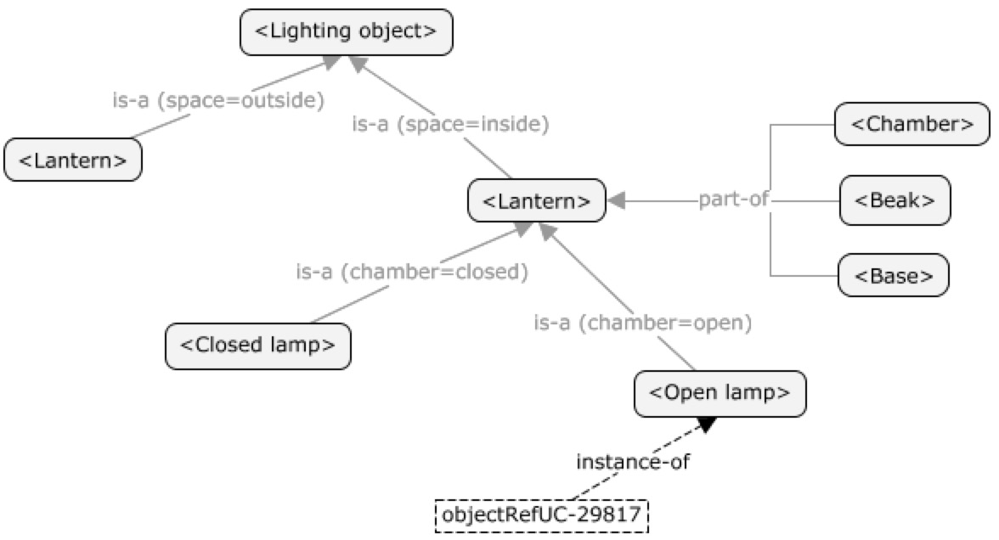 <Lighting object>
is-a (space=outside)
is-a (space=inside)
<Chamber>
<Lantern>
<Lantern>
part-of
<Beak>
is-a (chamber=closed)
<Base>
is-a (chamber=open)
<Closed lamp>
<Open lamp>
instance-of
objectRefUC-29817